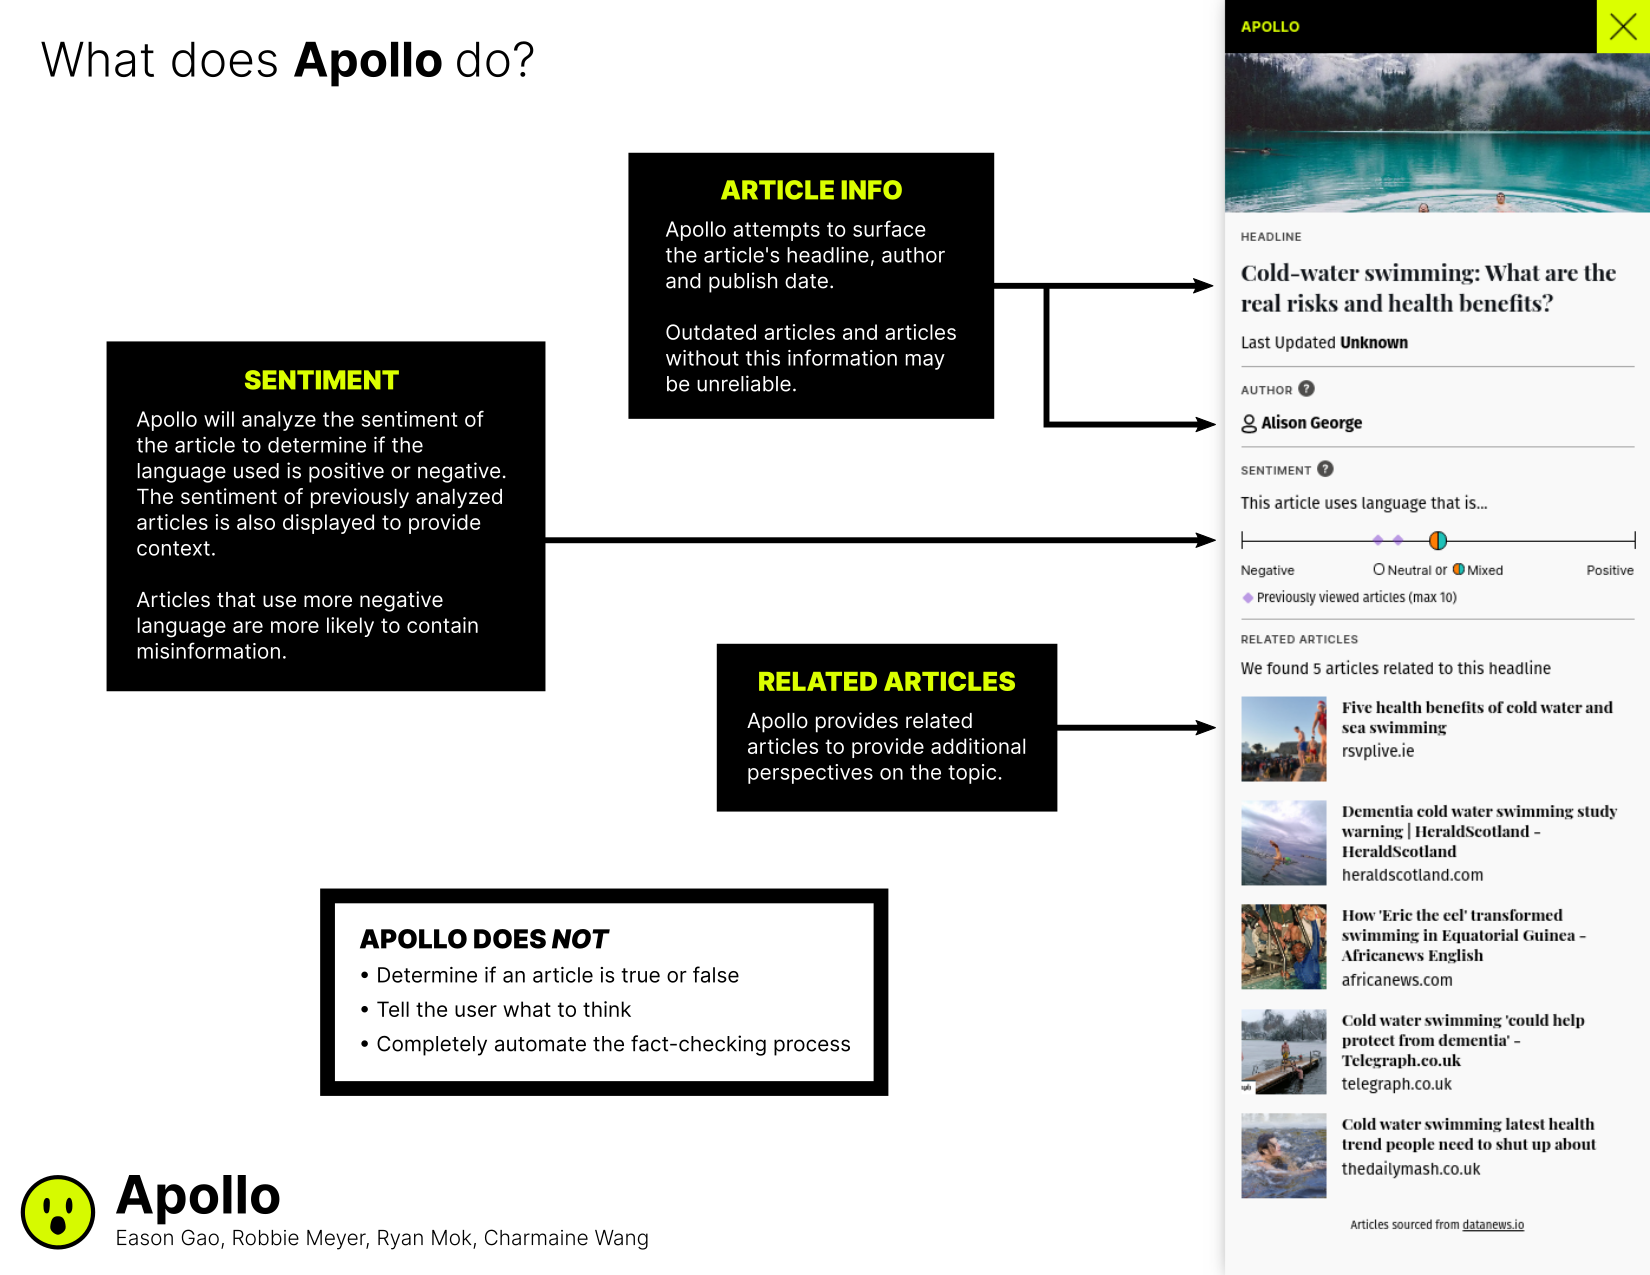 What does Apollo do?
ARTICLE INFO
Apollo attempts to surface
the article's headline, author
and publish date.
Outdated articles and articles
without this information may
be unreliable.
SENTIMENT
Apollo will analyze the sentiment of
the article to determine if the
language used is positive or negative.
The sentiment of previously analyzed
articles is also displayed to provide
context.
Articles that use more negative
language are more likely to contain
misinformation.
RELATED ARTICLES
Apollo provides related
articles to provide additional
perspectives on the topic.
APOLLO DOES NOT
• Determine if an article is true or false
• Tell the user what to think
• Completely automate the fact-checking process
Apollo
Eason Gao, Robbie Meyer, Ryan Mok, Charmaine Wang
APOLLO
HEADLINE
Cold-water swimming: What are the
real risks and health benefits?
Last Updated Unknown
AUTHOR ?
Alison George
SENTIMENT ?
This article uses language that is...
Negative Neutral or Mixed Positive
Previously viewed articles (max 10)
RELATED ARTICLES
We found 5 articles related to this headline
Five health benefits of cold water and
sea swimming
rsvplive.ie
Dementia cold water swimming study
warning | HeraldScotland -
HeraldScotland
heraldscotland.com
How 'Eric the eel' transformed
swimming in Equatorial Guinea -
Africanews English
africanews.com
Cold water swimming 'could help
protect from dementia' -
Telegraph.co.uk
telegraph.co.uk
Cold water swimming latest health
trend people need to shut up about
thedailymash.co.uk
Articles sourced from datanews.io